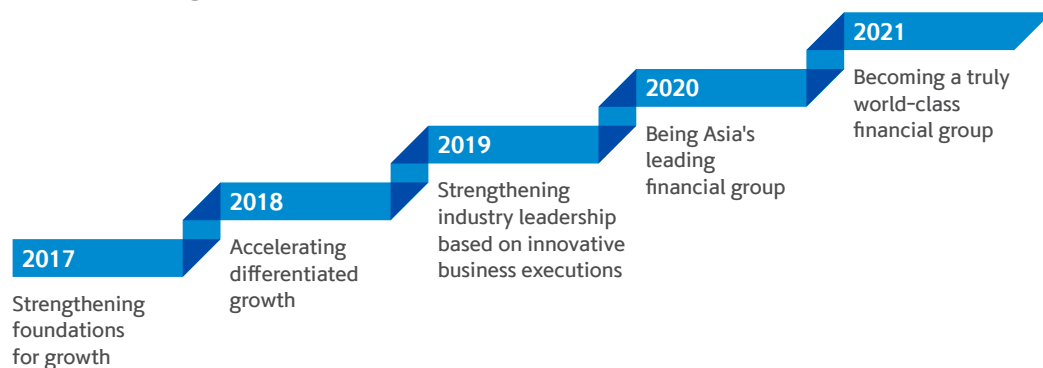 2017
Strengthening
foundations
for growth
2018
Accelerating
differentiated
growth
2019
Strengthening
industry leadership
based on innovative
business executions
2020
Being Asia's
leading
financial group
2021
Becoming a truly
world-class
financial group